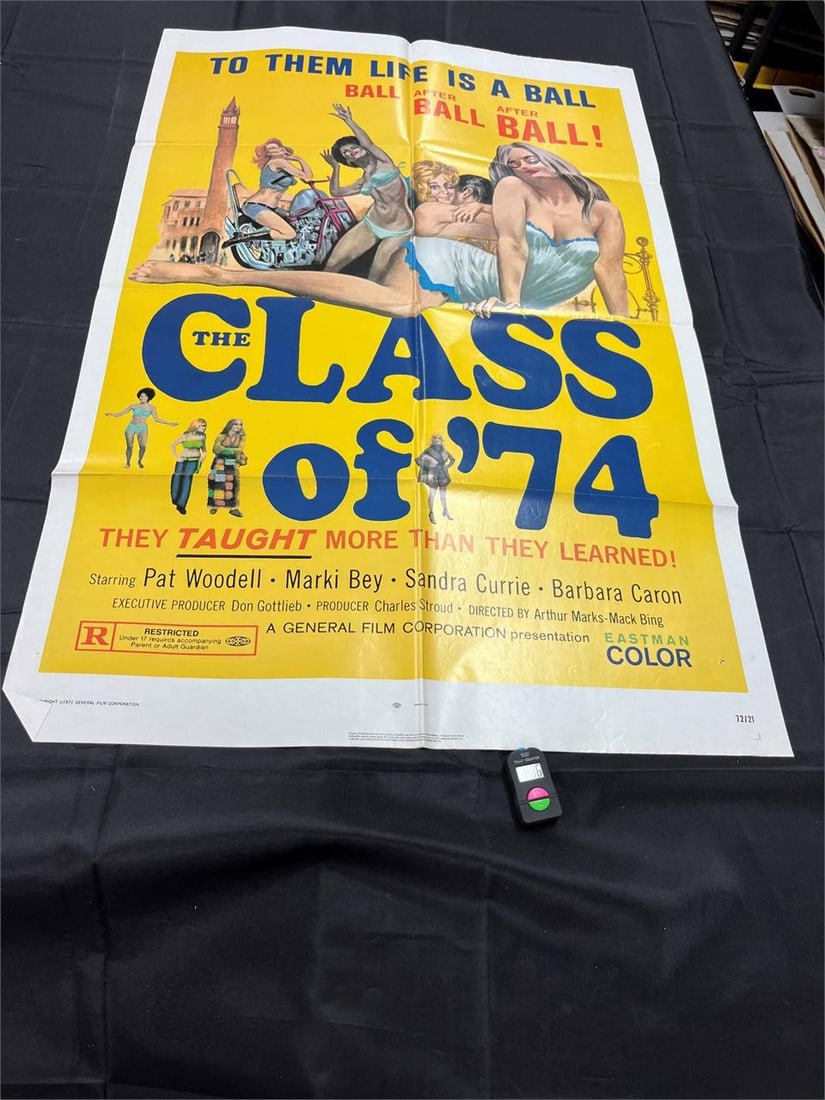 TO THEM LIFE IS A BALL
BALL AFTER BALL AFTER BALL!
THE CLASS
of '74
THEY TAUGHT MORE THAN THEY LEARNED!
Starring Pat Woodell • Marki Bey • Sandra Currie • Barbara Caron
EXECUTIVE PRODUCER Don Gottlieb • PRODUCER Charles Stroud • DIRECTED BY Arthur Marks-Mack Bing
R RESTRICTED
Under 17 requires accompanying
Parent or Adult Guardian
A GENERAL FILM CORPORATION presentation
EASTMAN
COLOR
GENERAL FILM CORPORATION
72/21